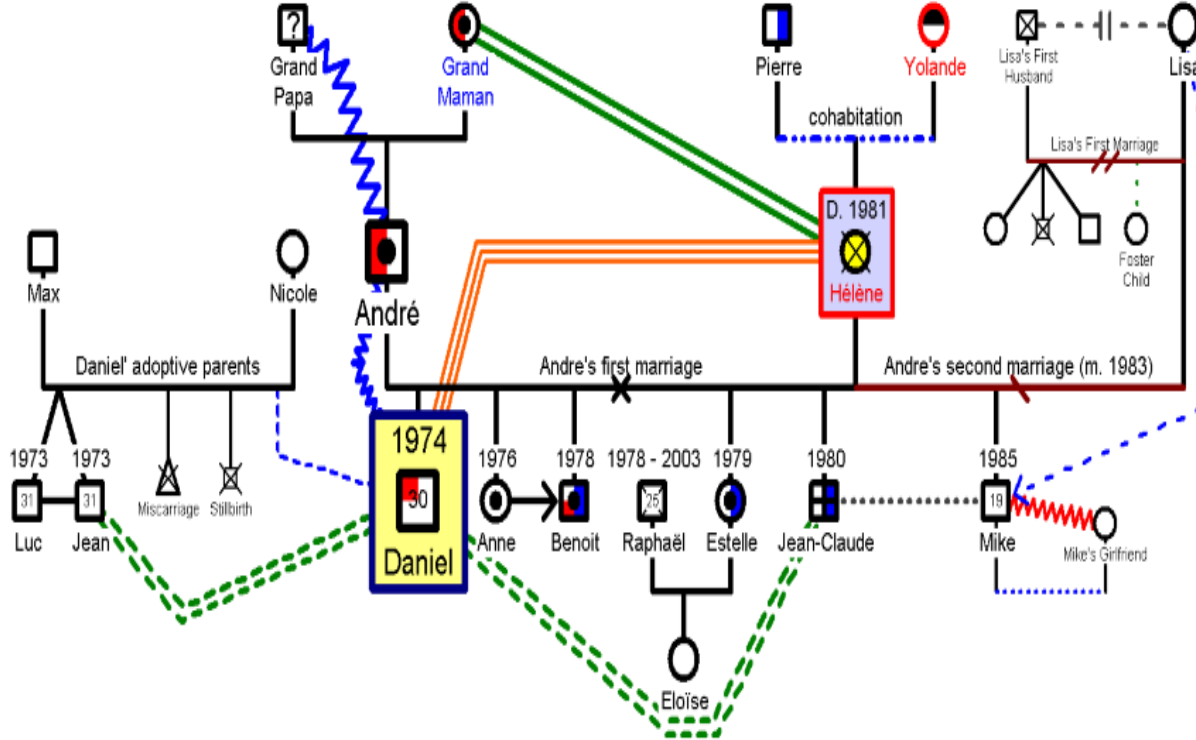 ?
Grand
Papa
Grand
Maman
Pierre
Yolande
Lisa's First
Husband
Lisa
cohabitation
Lisa's First Marriage
D. 1981
Hélène
Foster
Child
Max
Nicole
André
Daniel' adoptive parents
Andre's first marriage
Andre's second marriage (m. 1983)
1973
1973
1974
1976
1978
1978 - 2003
1979
1980
1985
31
31
30
25
19
Miscarriage
Stillbirth
Luc
Jean
Daniel
Anne
Benoit
Raphaël
Estelle
Jean-Claude
Mike
Mike's Girlfriend
Eloïse